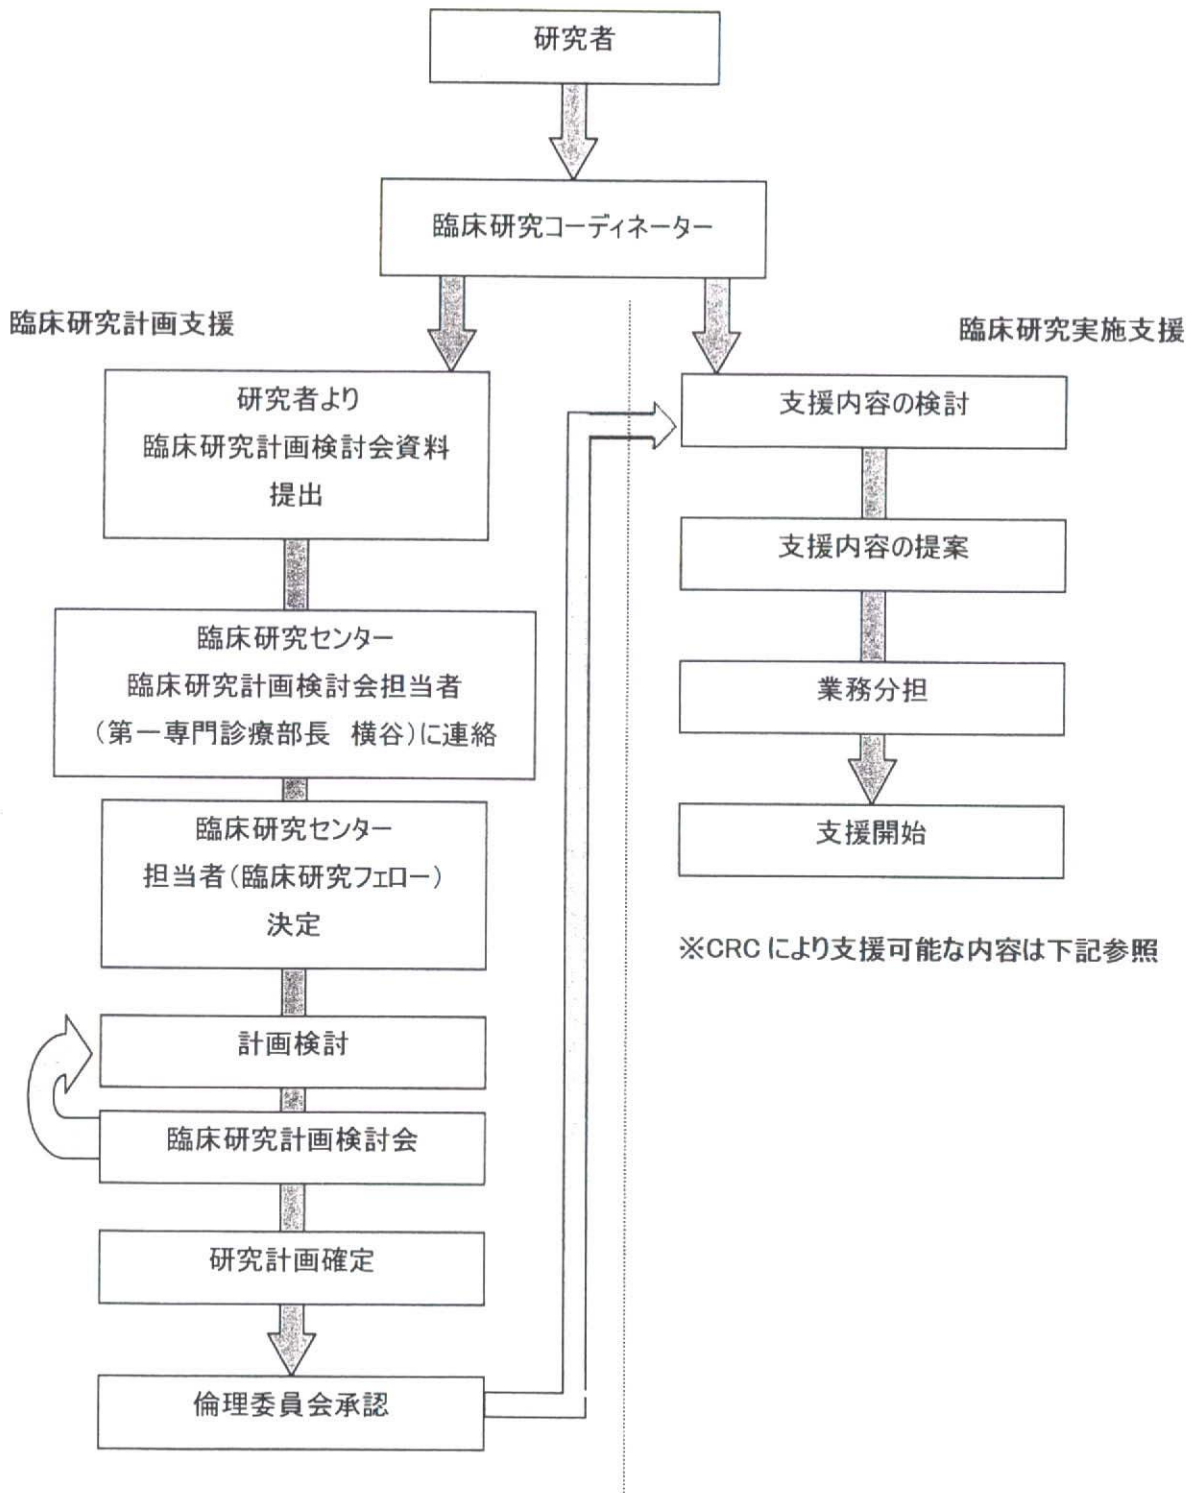 研究者
臨床研究コーディネーター
臨床研究計画支援
研究者より
臨床研究計画検討会資料
提出
臨床研究センター
臨床研究計画検討会担当者
（第一専門診療部長　横谷）に連絡
臨床研究センター
担当者（臨床研究フェロー）
決定
計画検討
臨床研究計画検討会
研究計画確定
倫理委員会承認
臨床研究実施支援
支援内容の検討
支援内容の提案
業務分担
支援開始
※CRC により支援可能な内容は下記参照